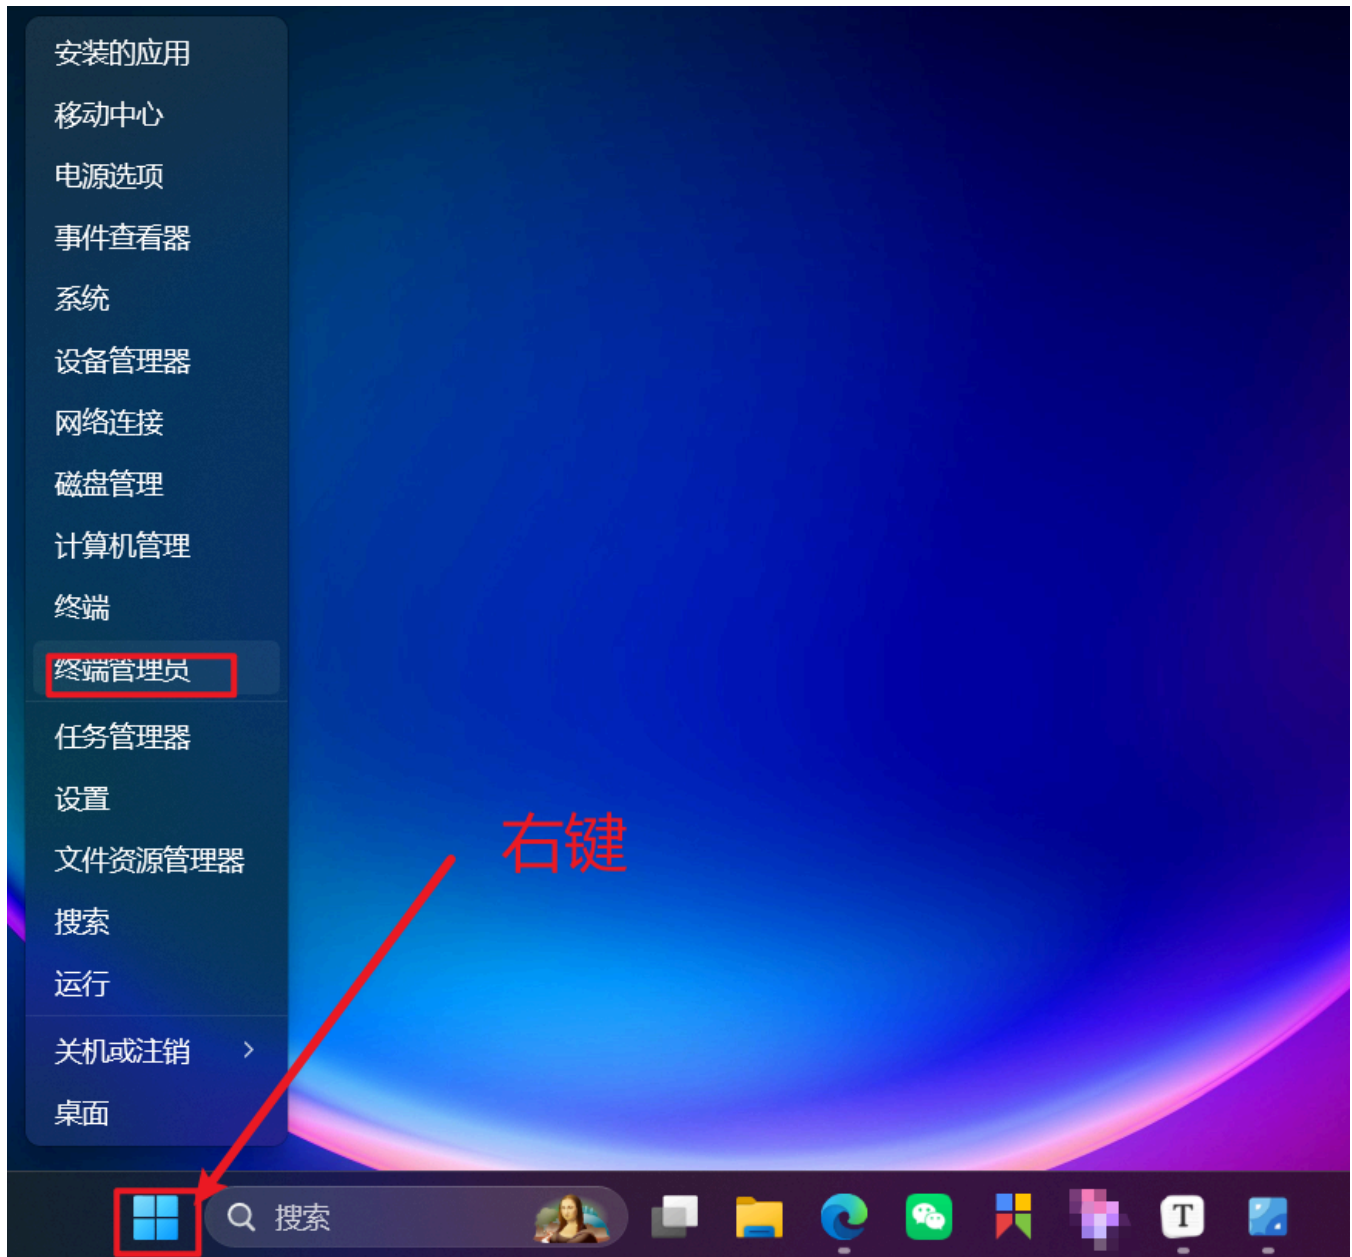 安装的应用
移动中心
电源选项
事件查看器
系统
设备管理器
网络连接
磁盘管理
计算机管理
终端
终端管理员
任务管理器
设置
文件资源管理器
搜索
运行
关机或注销
桌面
右键
搜索
T